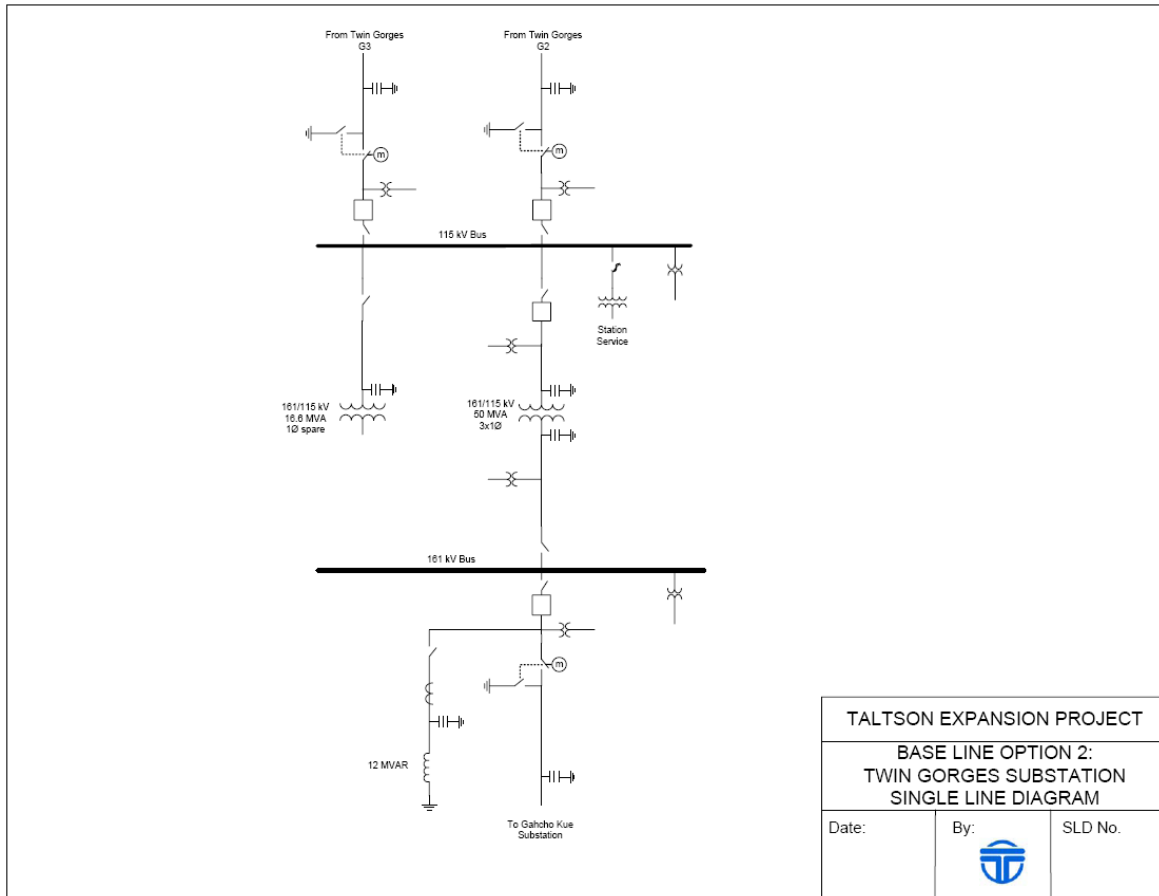 From Twin Gorges
G3
From Twin Gorges
G2
m
m
115 kV Bus
Station
Service
161/115 kV
16.6 MVA
1Ø spare
161/115 kV
50 MVA
3x1Ø
161 kV Bus
m
12 MVAR
To Gahcho Kue
Substation
TALTSON EXPANSION PROJECT
BASE LINE OPTION 2:
TWIN GORGES SUBSTATION
SINGLE LINE DIAGRAM
Date:
By:
SLD No.